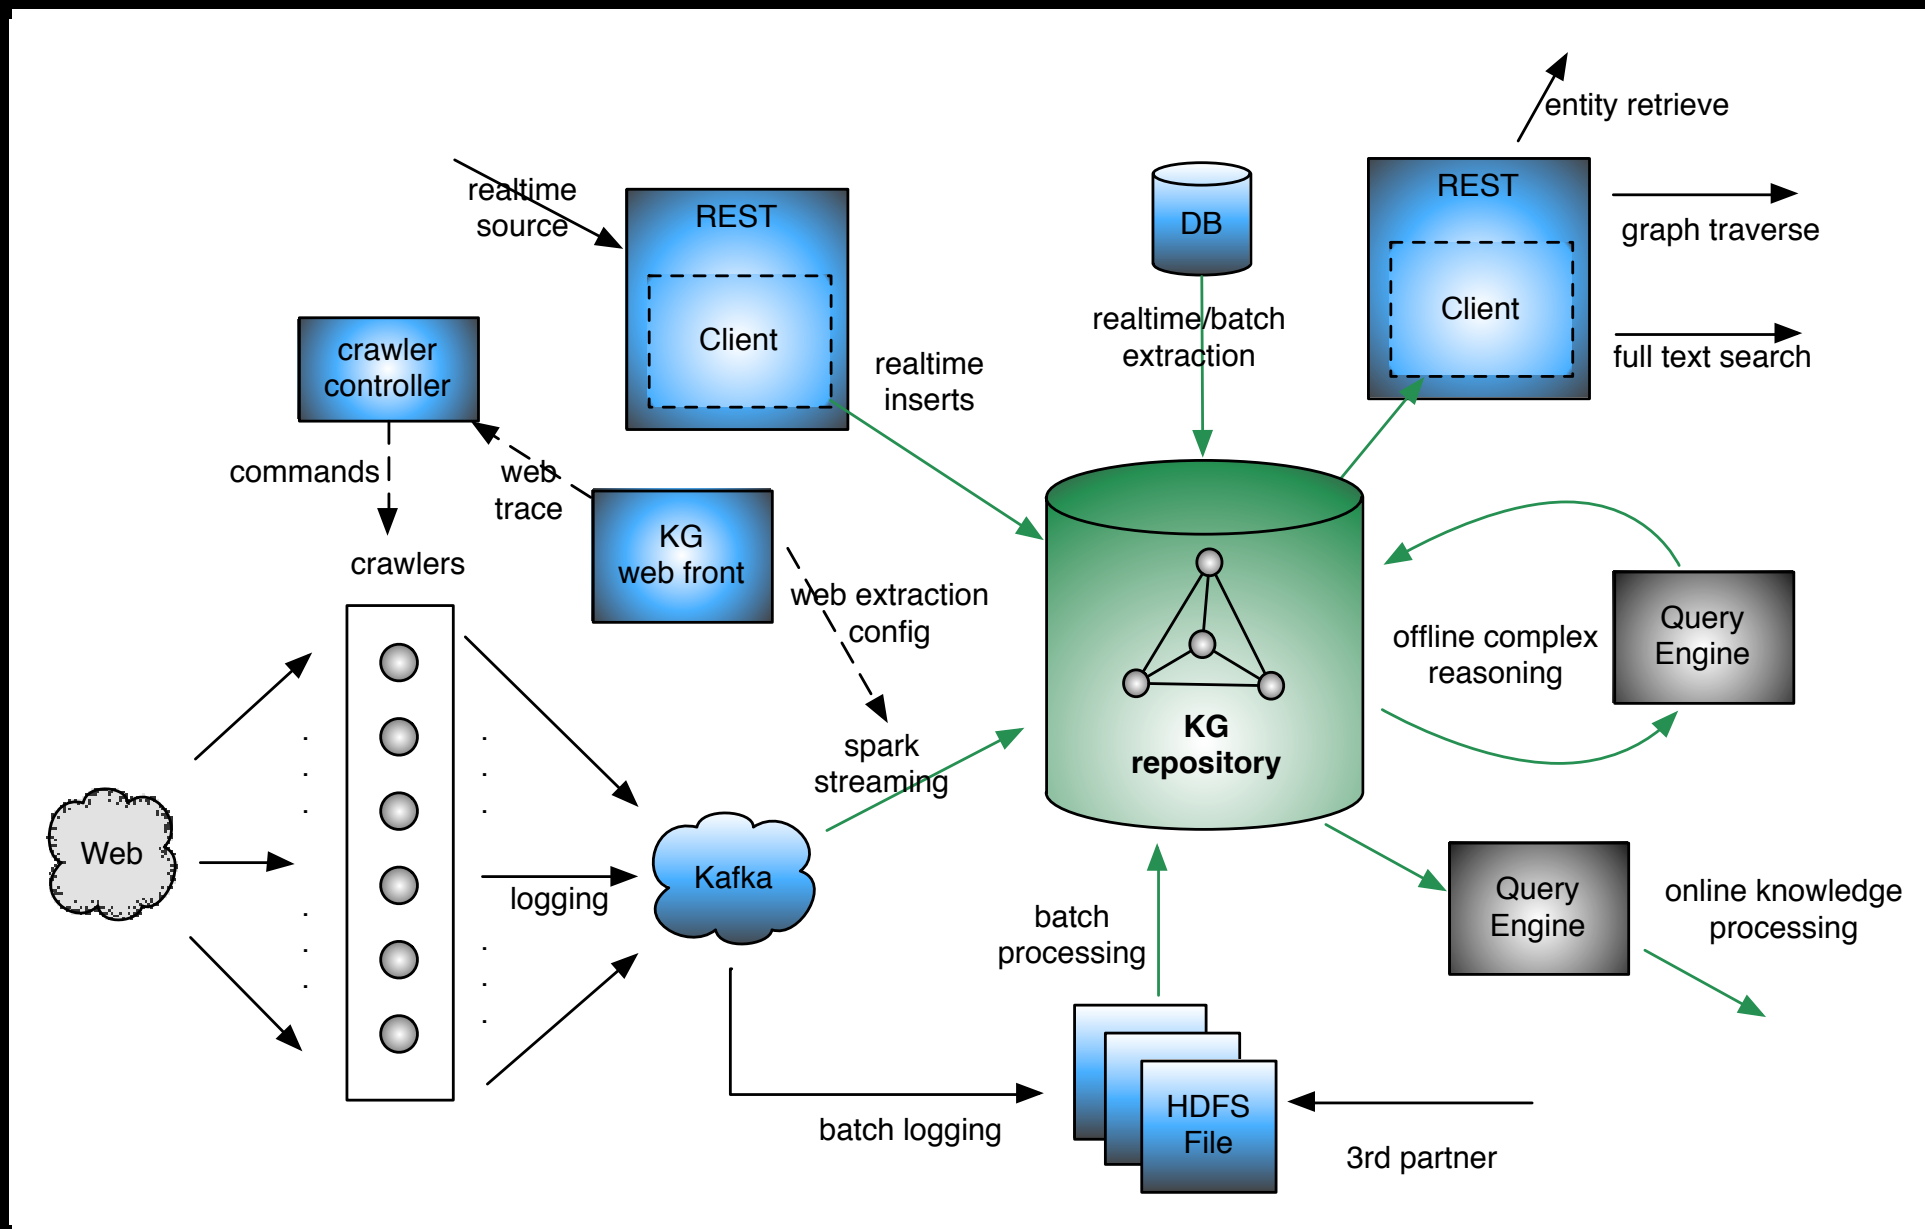 entity retrieve
realtime
source
REST
Client
DB
REST
Client
graph traverse
full text search
realtime/batch
extraction
crawler
controller
realtime
inserts
commands
web
trace
KG
web front
crawlers
web extraction
config
offline complex
reasoning
Query
Engine
KG
repository
spark
streaming
Web
logging
Kafka
Query
Engine
online knowledge
processing
batch
processing
HDFS
File
batch logging
3rd partner